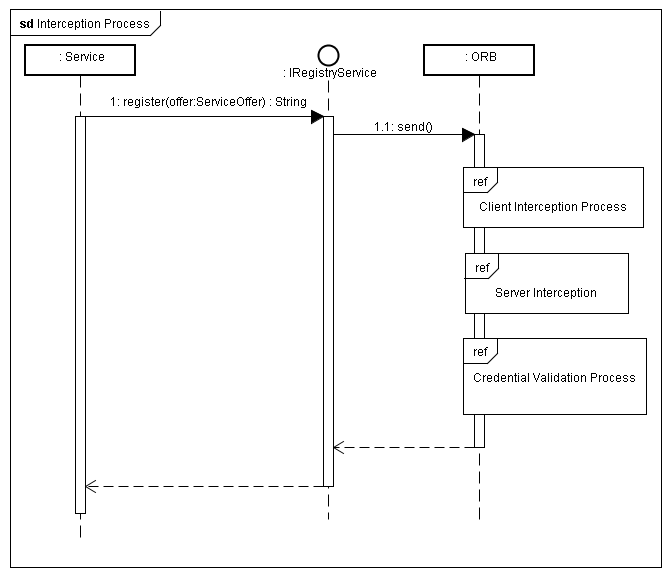 sd Interception Process
: Service
: IRegistryService
: ORB
1: register(offer:ServiceOffer) : String
1.1: send()
ref
Client Interception Process
ref
Server Interception
ref
Credential Validation Process